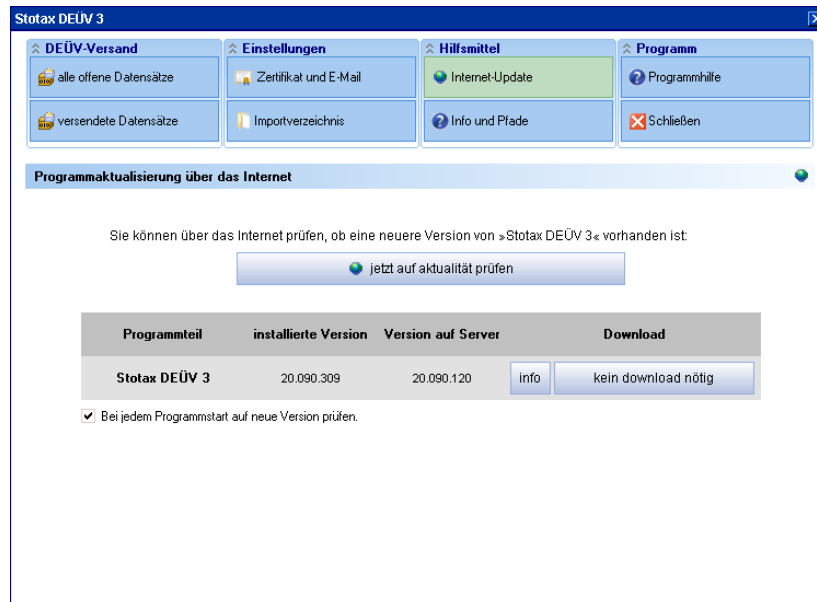 Stotax DEÜV 3
DEÜV-Versand
Einstellungen
Hilfsmittel
Programm
alle offene Datensätze
Zertifikat und E-Mail
Internet-Update
Programmhilfe
versendete Datensätze
Importverzeichnis
Info und Pfade
Schließen
Programmaktualisierung über das Internet
Sie können über das Internet prüfen, ob eine neuere Version von »Stotax DEÜV 3« vorhanden ist:
jetzt auf aktualität prüfen
Programmteil installierte Version Version auf Server Download
Stotax DEÜV 3 20.090.309 20.090.120 info kein download nötig
Bei jedem Programmstart auf neue Version prüfen.